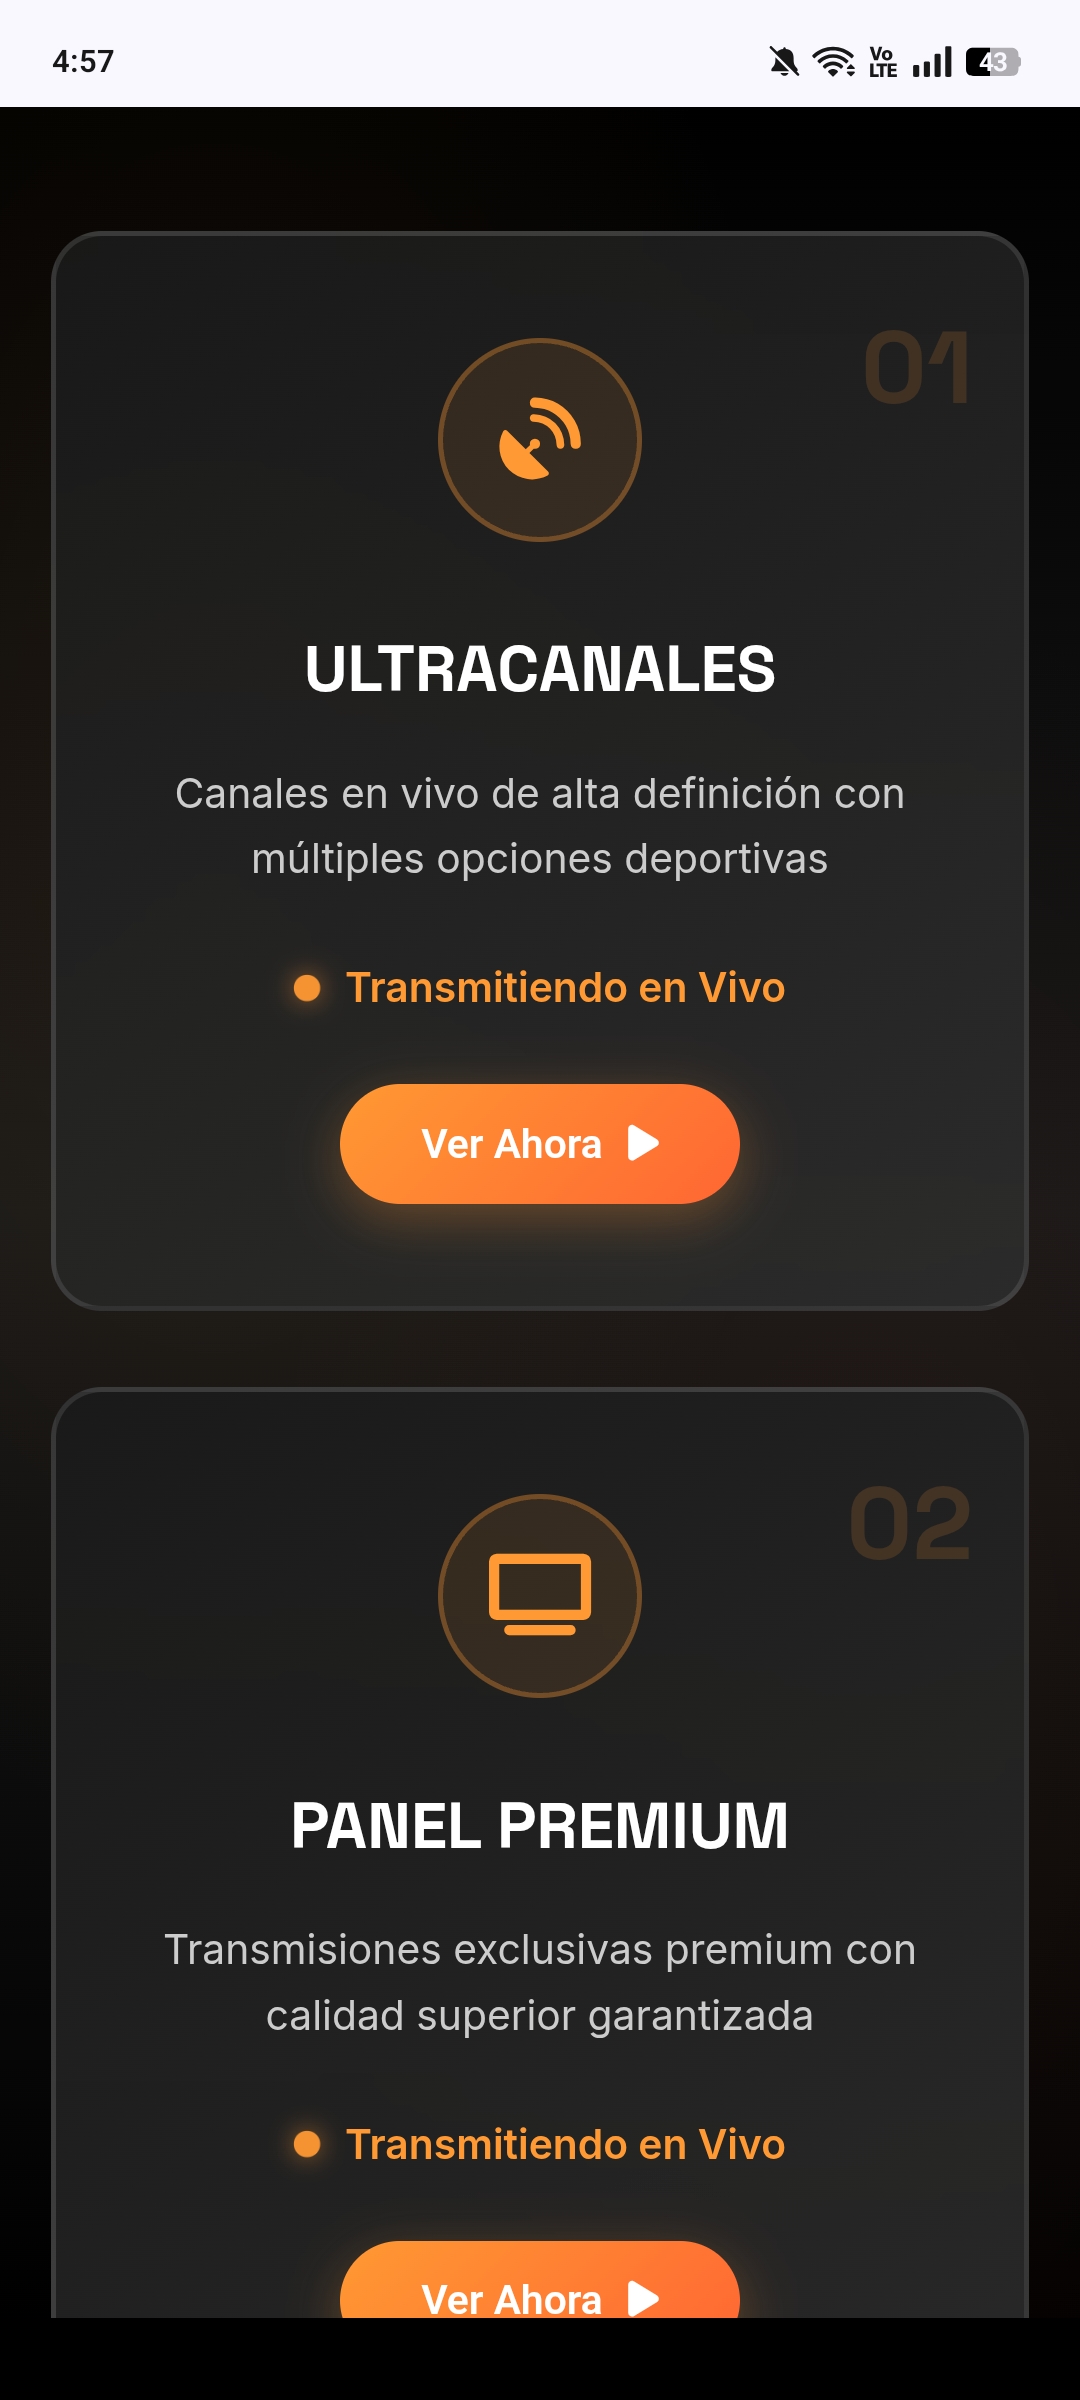 4:57
Vo
LTE
43
01
ULTRACANALES
Canales en vivo de alta definición con
múltiples opciones deportivas
Transmitiendo en Vivo
Ver Ahora
02
PANEL PREMIUM
Transmisiones exclusivas premium con
calidad superior garantizada
Transmitiendo en Vivo
Ver Ahora